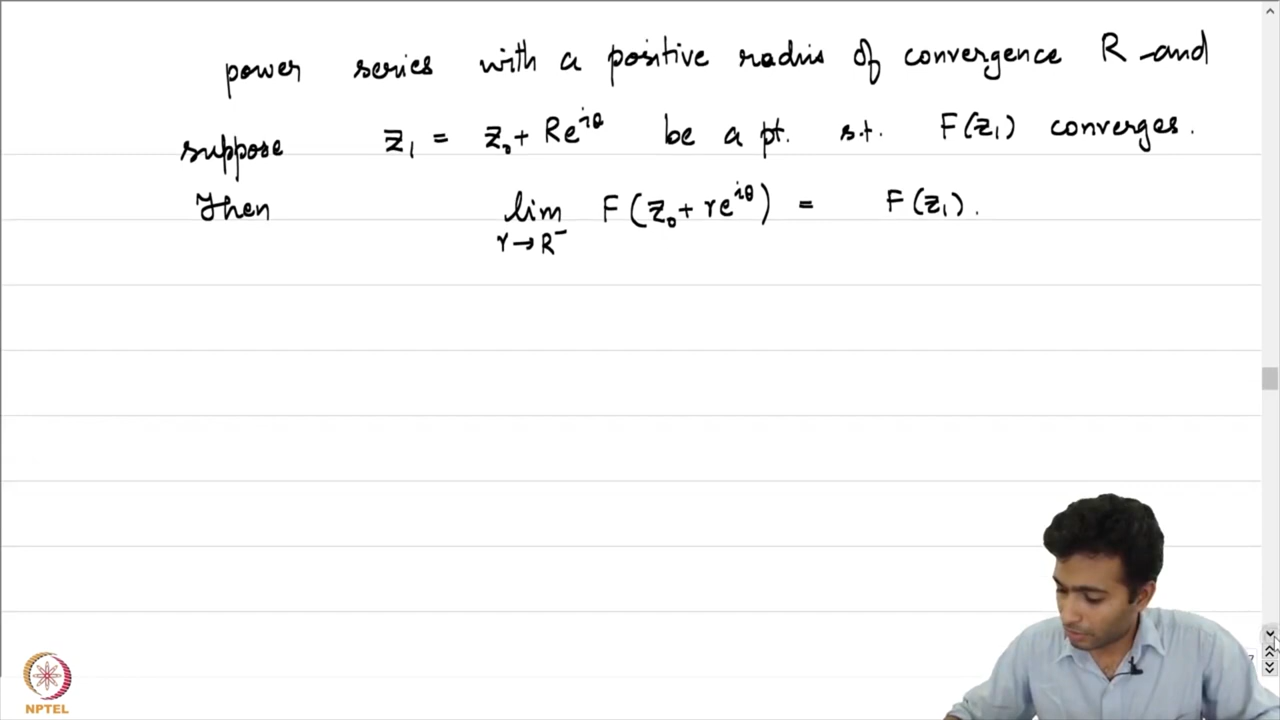 power series with a positive radius of convergence R and
suppose z₁ = z₀ + Re^{iθ} be a pt. s.t. F(z₁) converges.
Then lim_{r→R⁻} F(z₀ + re^{iθ}) = F(z₁).
7
NPTEL